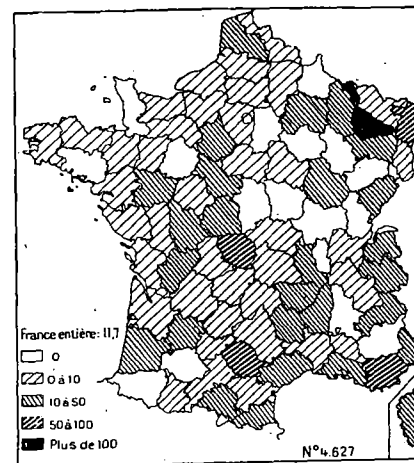 France entière: 11,7
0
0 à 10
10 à 50
50 à 100
Plus de 100
N° 4.627